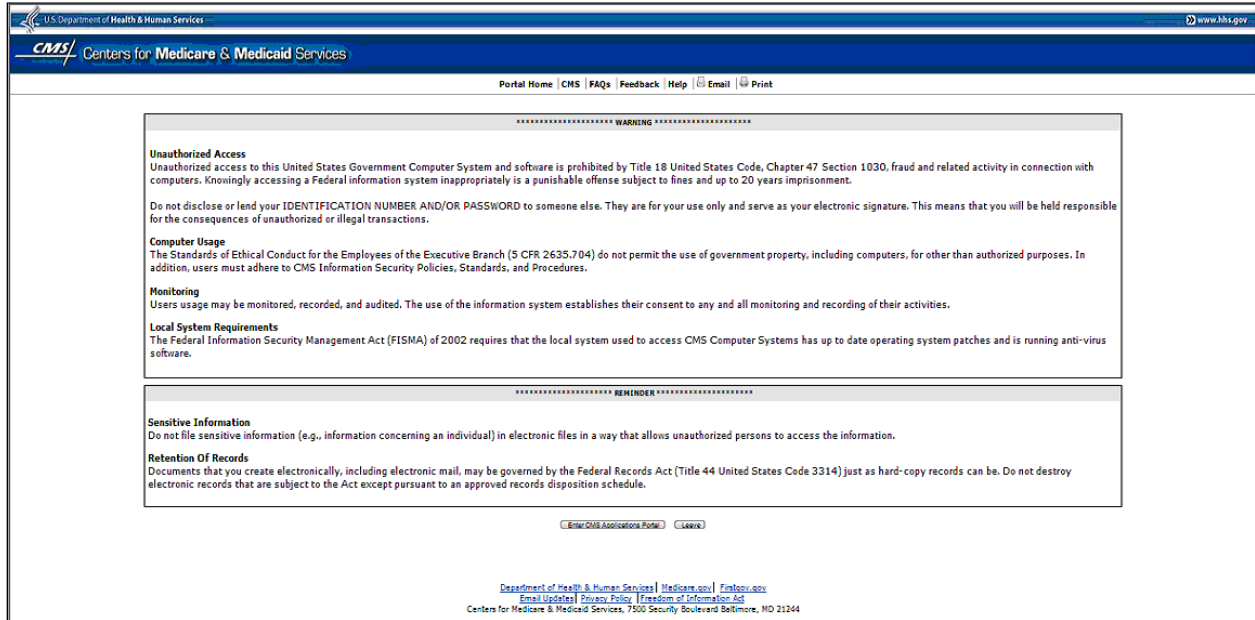 U.S. Department of Health & Human Services
www.hhs.gov
CMS Centers for Medicare & Medicaid Services
Portal Home | CMS | FAQs | Feedback | Help | Email | Print
********************* WARNING *********************
Unauthorized Access
Unauthorized access to this United States Government Computer System and software is prohibited by Title 18 United States Code, Chapter 47 Section 1030, fraud and related activity in connection with
computers. Knowingly accessing a Federal information system inappropriately is a punishable offense subject to fines and up to 20 years imprisonment.
Do not disclose or lend your IDENTIFICATION NUMBER AND/OR PASSWORD to someone else. They are for your use only and serve as your electronic signature. This means that you will be held responsible
for the consequences of unauthorized or illegal transactions.
Computer Usage
The Standards of Ethical Conduct for the Employees of the Executive Branch (5 CFR 2635.704) do not permit the use of government property, including computers, for other than authorized purposes. In
addition, users must adhere to CMS Information Security Policies, Standards, and Procedures.
Monitoring
Users usage may be monitored, recorded, and audited. The use of the information system establishes their consent to any and all monitoring and recording of their activities.
Local System Requirements
The Federal Information Security Management Act (FISMA) of 2002 requires that the local system used to access CMS Computer Systems has up to date operating system patches and is running anti-virus
software.
********************* REMINDER *********************
Sensitive Information
Do not file sensitive information (e.g., information concerning an individual) in electronic files in a way that allows unauthorized persons to access the information.
Retention Of Records
Documents that you create electronically, including electronic mail, may be governed by the Federal Records Act (Title 44 United States Code 3314) just as hard-copy records can be. Do not destroy
electronic records that are subject to the Act except pursuant to an approved records disposition schedule.
Enter CMS Applications Portal Leave
Department of Health & Human Services | Medicare.gov | Firstgov.gov
Email Updates | Privacy Policy | Freedom of Information Act
Centers for Medicare & Medicaid Services, 7500 Security Boulevard Baltimore, MD 21244